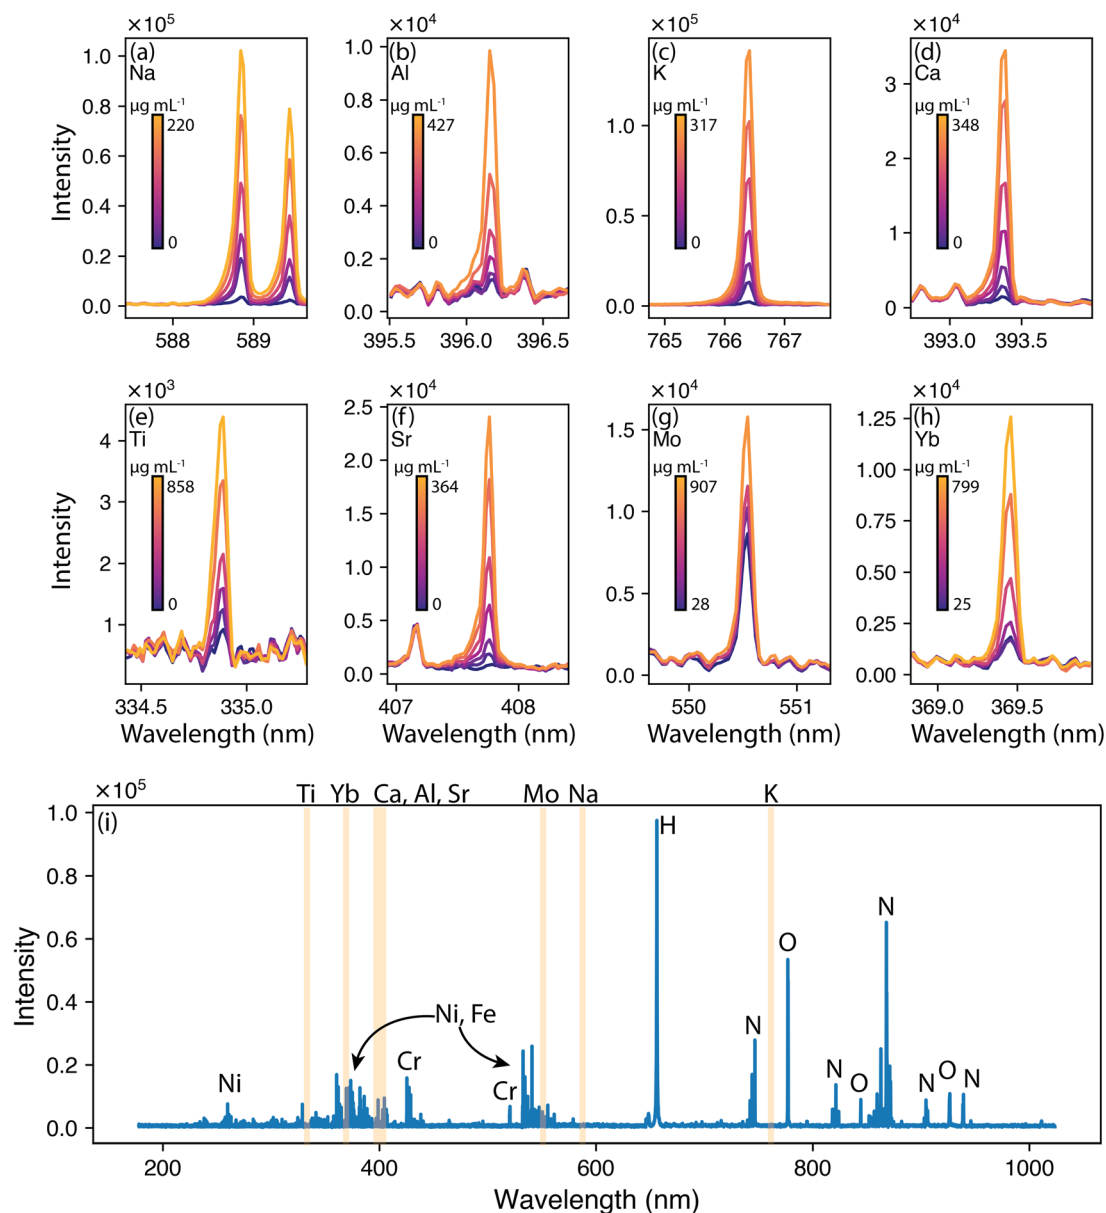 ×10⁵ ×10⁴ ×10⁵ ×10⁴
(a) (b) (c) (d)
Na Al K Ca
µg mL⁻¹ µg mL⁻¹ µg mL⁻¹ µg mL⁻¹
220 427 317 348
0 0 0 0
Intensity
1.0
0.8
0.6
0.4
0.2
0.0
588 589
1.0
0.8
0.6
0.4
0.2
0.0
395.5 396.0 396.5
1.0
0.5
0.0
765 766 767
3
2
1
0
393.0 393.5
×10³ ×10⁴ ×10⁴ ×10⁴
(e) (f) (g) (h)
Ti Sr Mo Yb
µg mL⁻¹ µg mL⁻¹ µg mL⁻¹ µg mL⁻¹
858 364 907 799
0 0 28 25
Intensity
4
3
2
1
334.5 335.0
2.5
2.0
1.5
1.0
0.5
0.0
407 408
1.5
1.0
0.5
0.0
550 551
1.25
1.00
0.75
0.50
0.25
0.00
369.0 369.5
Wavelength (nm) Wavelength (nm) Wavelength (nm) Wavelength (nm)
×10⁵ Ti Yb Ca, Al, Sr Mo Na K
(i)
H
N
O
Ni, Fe
N
Cr
Ni
Cr
N
O
N
O
N
Intensity
1.0
0.8
0.6
0.4
0.2
0.0
200 400 600 800 1000
Wavelength (nm)